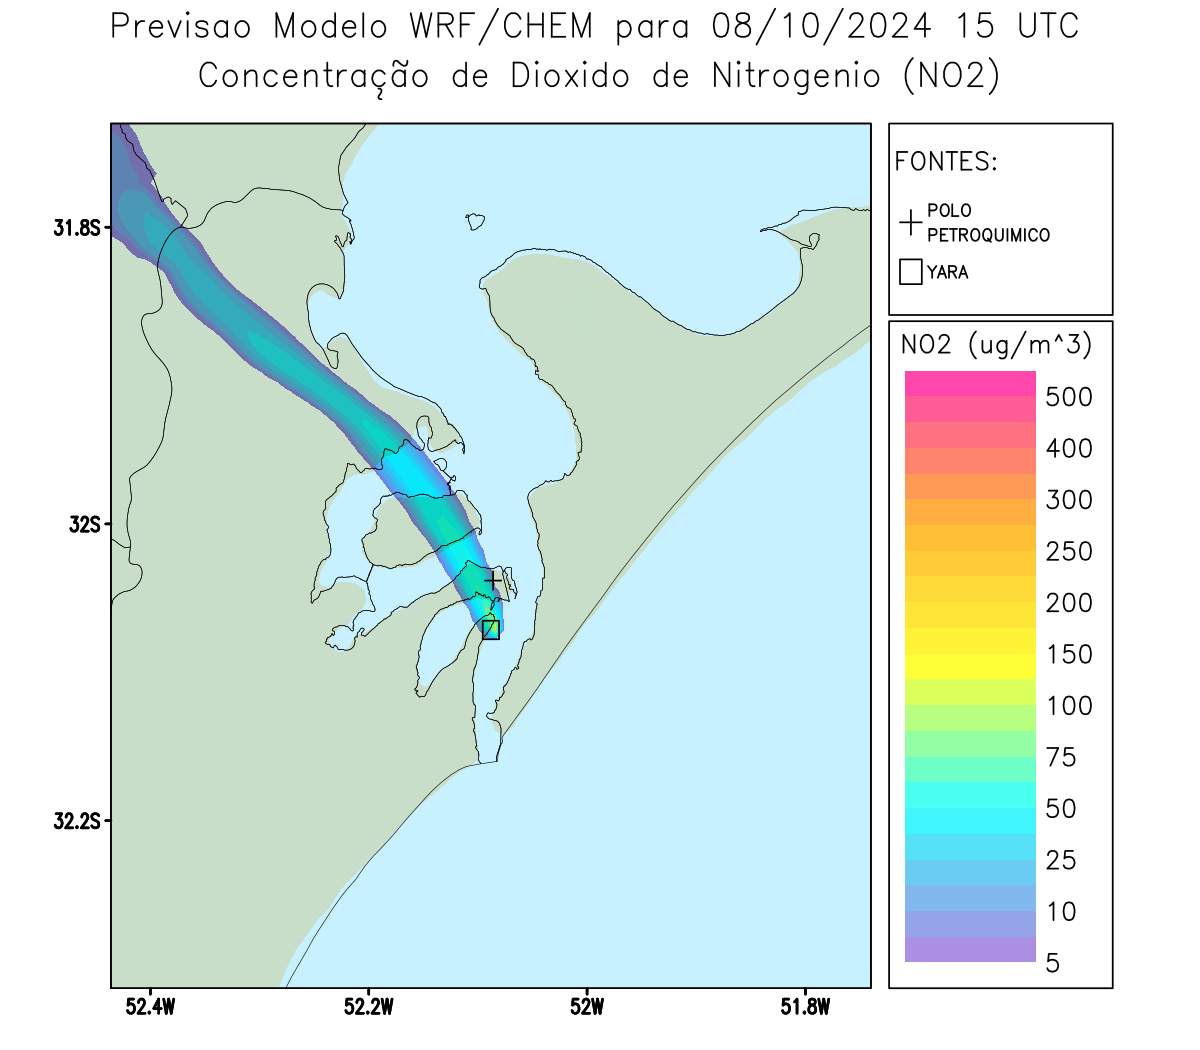 Previsao Modelo WRF/CHEM para 08/10/2024 15 UTC
Concentração de Dioxido de Nitrogenio (NO2)
FONTES:
POLO
PETROQUIMICO
YARA
31.8S
32S
32.2S
52.4W
52.2W
52W
51.8W
NO2 (ug/m^3)
500
400
300
250
200
150
100
75
50
25
10
5